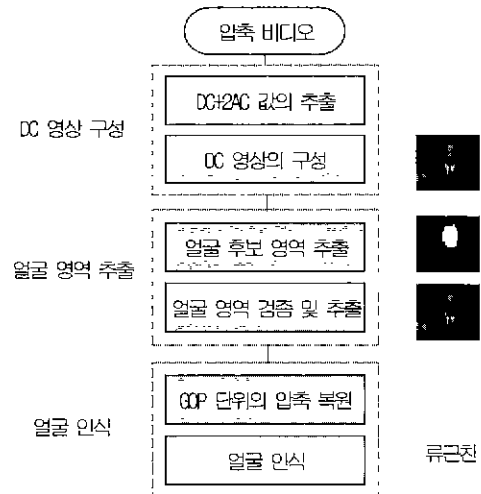 압축 비디오
DC+2AC 값의 추출
DC 영상 구성
DC 영상의 구성
얼굴 후보 영역 추출
얼굴 영역 추출
얼굴 영역 검증 및 추출
GOP 단위의 압축 복원
얼굴 인식
얼굴 인식
류근찬